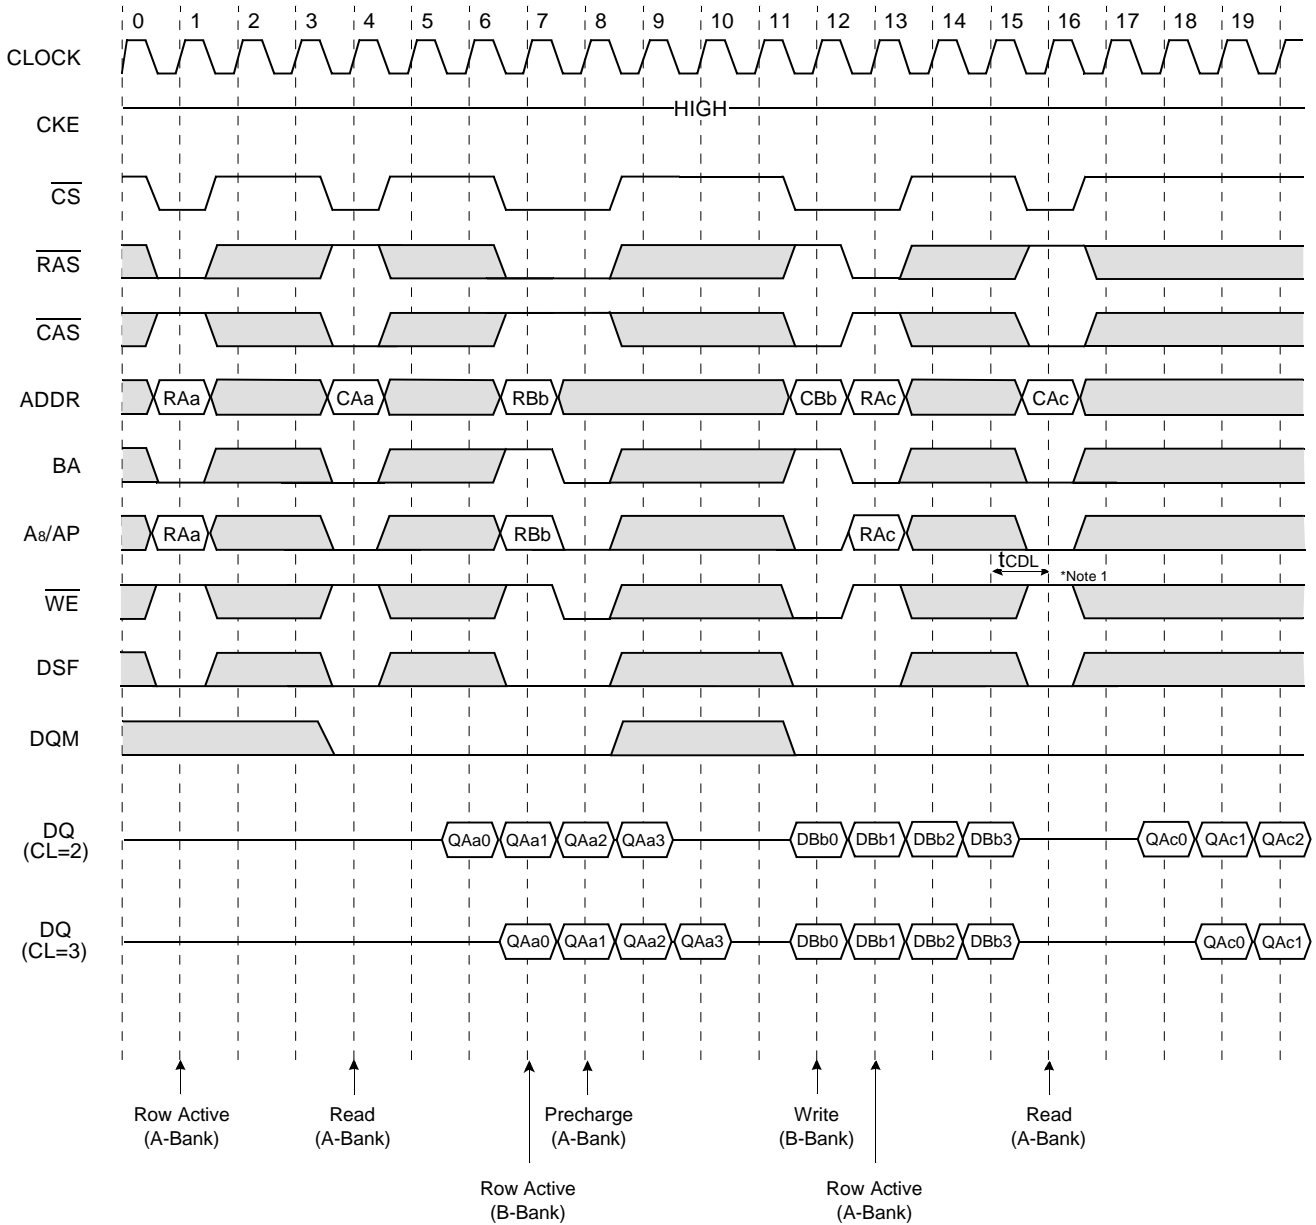 0 1 2 3 4 5 6 7 8 9 10 11 12 13 14 15 16 17 18 19
CLOCK
CKE HIGH
CS
RAS
CAS
ADDR RAa CAa RBb CBb RAc CAc
BA
A8/AP RAa RBb RAc
tCDL *Note 1
WE
DSF
DQM
DQ
(CL=2) QAa0 QAa1 QAa2 QAa3 DBb0 DBb1 DBb2 DBb3 QAc0 QAc1 QAc2
DQ
(CL=3) QAa0 QAa1 QAa2 QAa3 DBb0 DBb1 DBb2 DBb3 QAc0 QAc1
Row Active
(A-Bank)
Read
(A-Bank)
Precharge
(A-Bank)
Write
(B-Bank)
Read
(A-Bank)
Row Active
(B-Bank)
Row Active
(A-Bank)